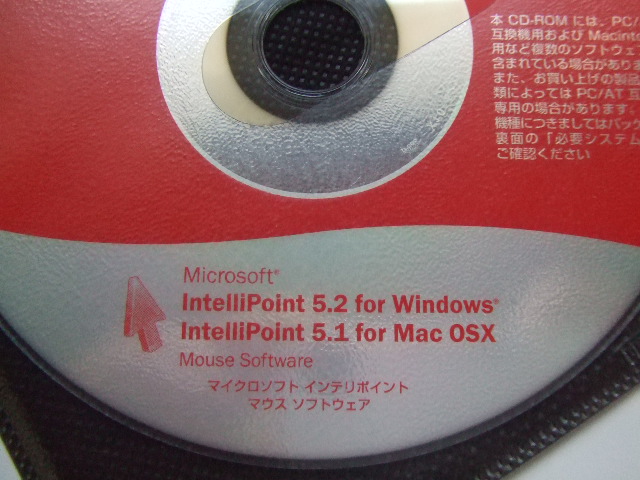 本 CD-ROM には、PC/
互換機用および Macinto
用など複数のソフトウェ
含まれている場合があり
また、お買い上げの製
類によっては PC/AT 互
専用の場合があります
機種につきましてはパッケ
裏面の「必要システム
ご確認ください
Microsoft®
IntelliPoint 5.2 for Windows®
IntelliPoint 5.1 for Mac OSX
Mouse Software
マイクロソフト インテリポイント
マウス ソフトウェア